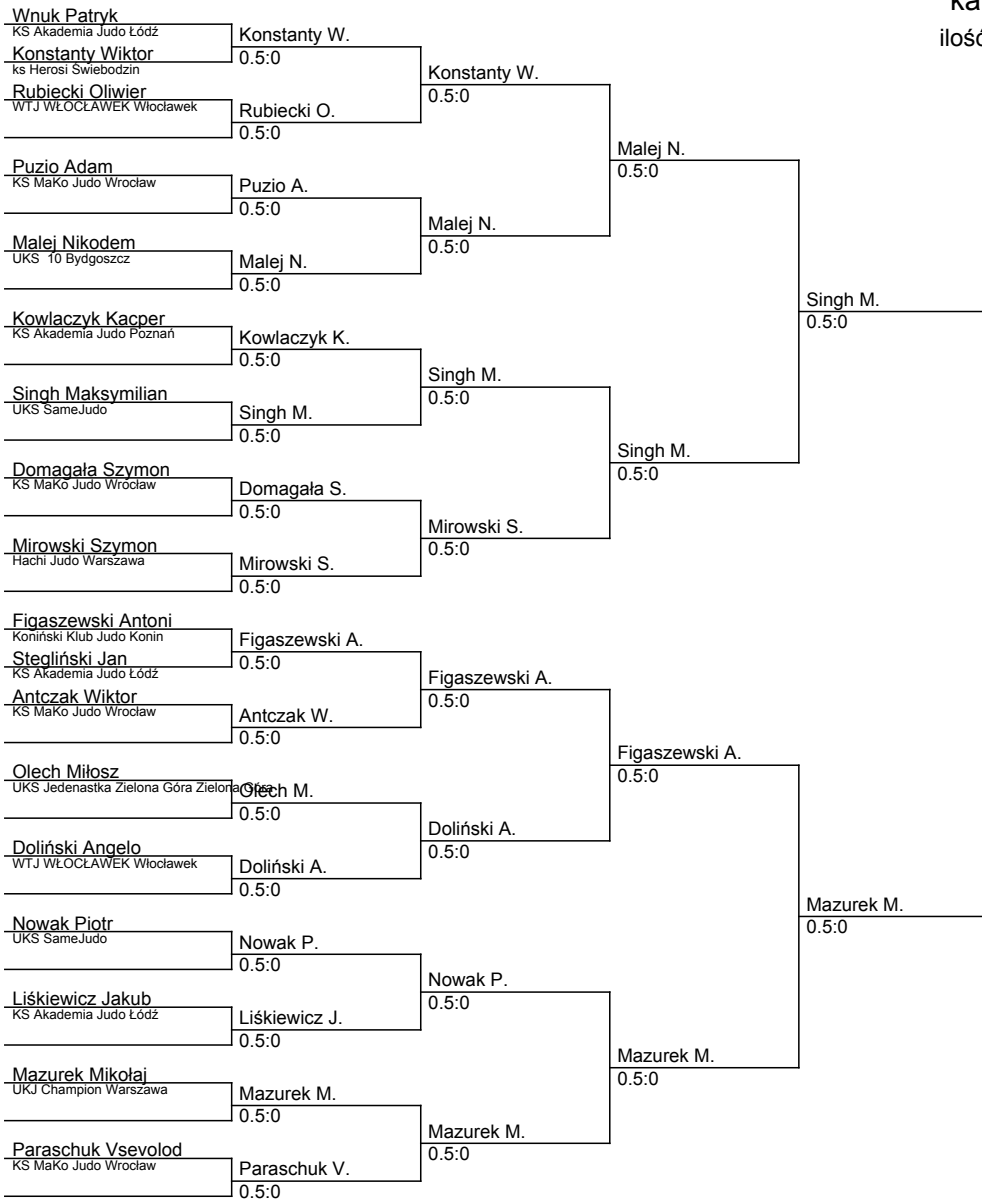 ka
ilość
Wnuk Patryk
KS Akademia Judo Łódź
Konstanty Wiktor
ks Herosi Świebodzin
Rubiecki Oliwier
WTJ WŁOCŁAWEK Włocławek
Puzio Adam
KS MaKo Judo Wrocław
Malej Nikodem
UKS 10 Bydgoszcz
Kowlaczyk Kacper
KS Akademia Judo Poznań
Singh Maksymilian
UKS SameJudo
Domagała Szymon
KS MaKo Judo Wrocław
Mirowski Szymon
Hachi Judo Warszawa
Figaszewski Antoni
Koniński Klub Judo Konin
Stegliński Jan
KS Akademia Judo Łódź
Antczak Wiktor
KS MaKo Judo Wrocław
Olech Miłosz
UKS Jedenastka Zielona Góra Zielona Góra
Doliński Angelo
WTJ WŁOCŁAWEK Włocławek
Nowak Piotr
UKS SameJudo
Liśkiewicz Jakub
KS Akademia Judo Łódź
Mazurek Mikołaj
UKJ Champion Warszawa
Paraschuk Vsevolod
KS MaKo Judo Wrocław
Konstanty W.
0.5:0
Rubiecki O.
0.5:0
Puzio A.
0.5:0
Malej N.
0.5:0
Kowlaczyk K.
0.5:0
Singh M.
0.5:0
Domagała S.
0.5:0
Mirowski S.
0.5:0
Figaszewski A.
0.5:0
Antczak W.
0.5:0
Olech M.
0.5:0
Doliński A.
0.5:0
Nowak P.
0.5:0
Liśkiewicz J.
0.5:0
Mazurek M.
0.5:0
Paraschuk V.
0.5:0
Konstanty W.
0.5:0
Malej N.
0.5:0
Singh M.
0.5:0
Mirowski S.
0.5:0
Figaszewski A.
0.5:0
Doliński A.
0.5:0
Nowak P.
0.5:0
Mazurek M.
0.5:0
Malej N.
0.5:0
Singh M.
0.5:0
Figaszewski A.
0.5:0
Mazurek M.
0.5:0
Singh M.
0.5:0
Mazurek M.
0.5:0